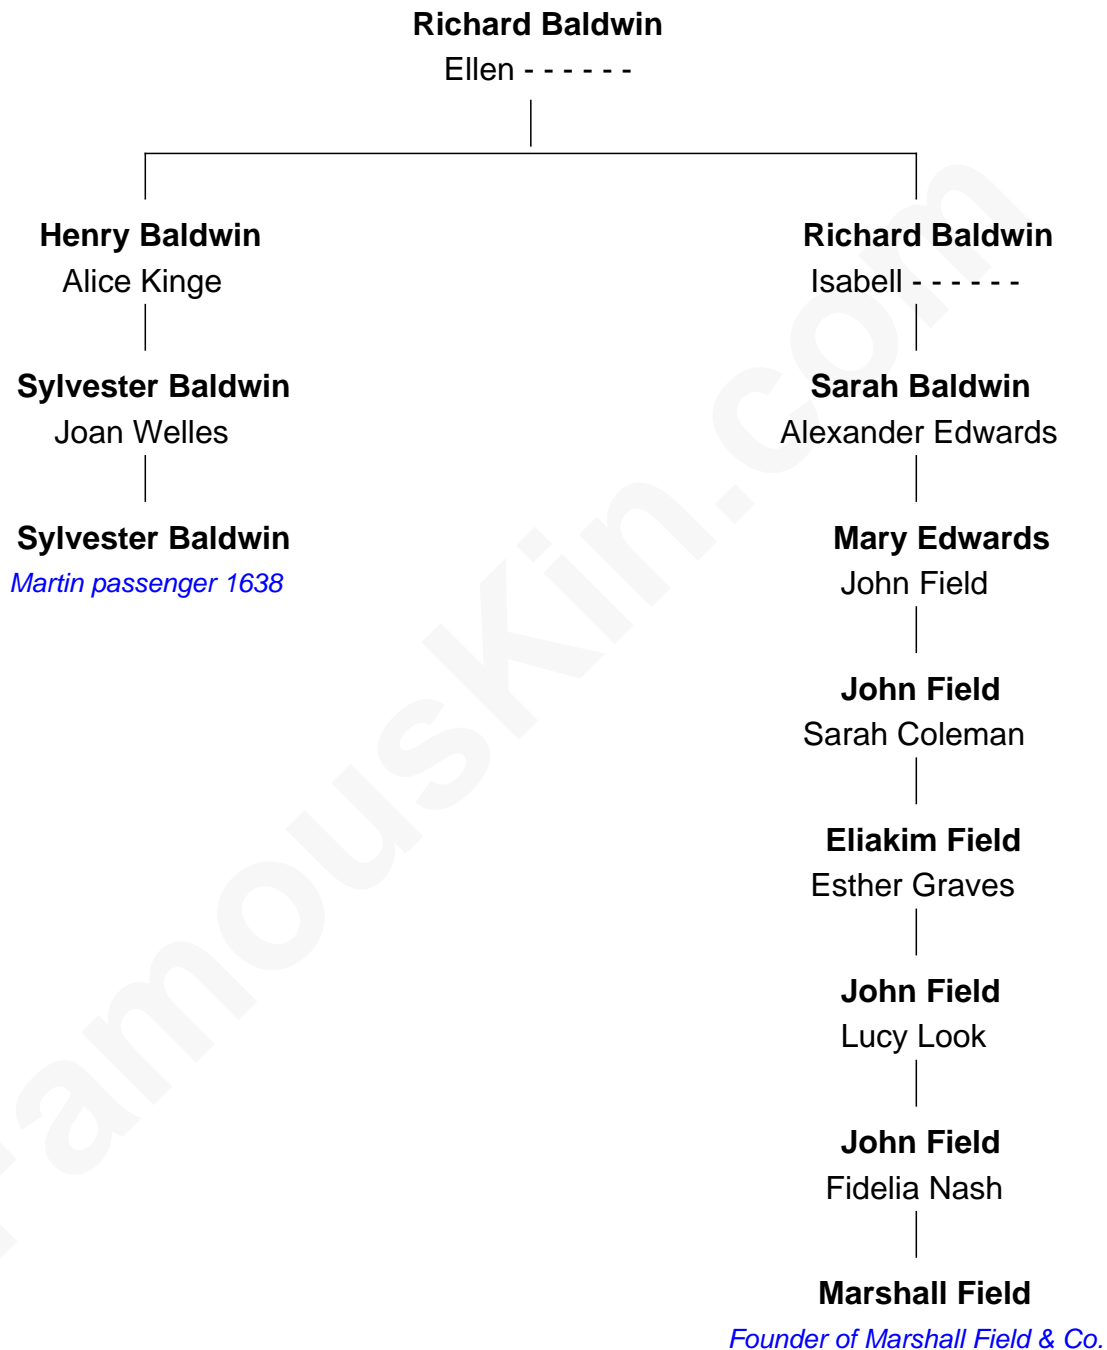 Richard Baldwin
Ellen - - - - - -
Henry Baldwin
Alice Kinge
Sylvester Baldwin
Joan Welles
Sylvester Baldwin
Martin passenger 1638
Richard Baldwin
Isabell - - - - - -
Sarah Baldwin
Alexander Edwards
Mary Edwards
John Field
John Field
Sarah Coleman
Eliakim Field
Esther Graves
John Field
Lucy Look
John Field
Fidelia Nash
Marshall Field
Founder of Marshall Field & Co.
FamousKin.com